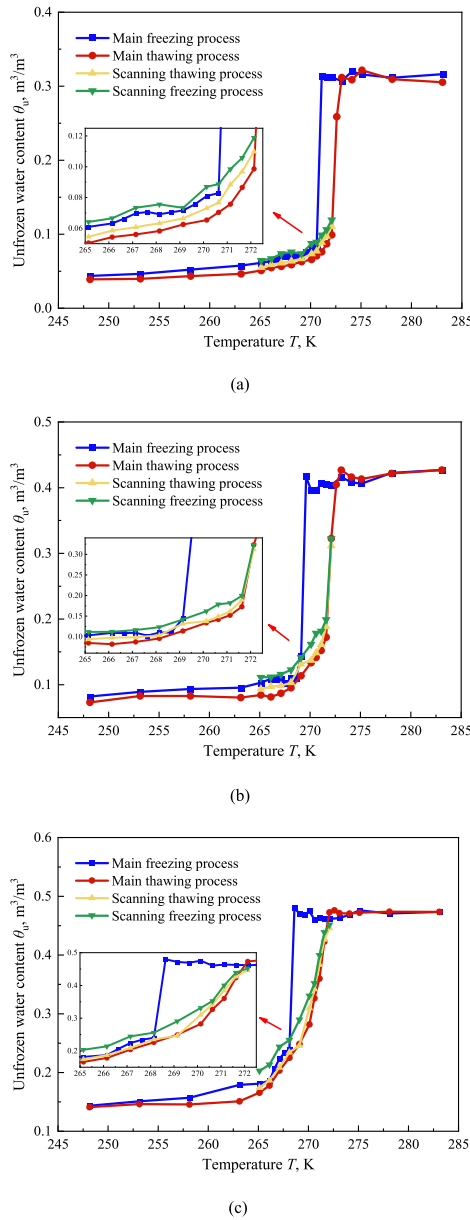 0.4
Main freezing process
Main thawing process
Scanning thawing process
Scanning freezing process
Unfrozen water content θu, m3/m3
0.3
0.2
0.1
0.0
0.12
0.10
0.08
0.06
265 266 267 268 269 270 271 272
245 250 255 260 265 270 275 280 285
Temperature T, K
(a)
0.5
Main freezing process
Main thawing process
Scanning thawing process
Scanning freezing process
Unfrozen water content θu, m3/m3
0.4
0.3
0.2
0.1
0.0
0.30
0.25
0.20
0.15
0.10
265 266 267 268 269 270 271 272
245 250 255 260 265 270 275 280 285
Temperature T, K
(b)
0.6
Main freezing process
Main thawing process
Scanning thawing process
Scanning freezing process
Unfrozen water content θu, m3/m3
0.5
0.4
0.3
0.2
0.1
0.5
0.4
0.3
0.2
265 266 267 268 269 270 271 272
245 250 255 260 265 270 275 280 285
Temperature T, K
(c)